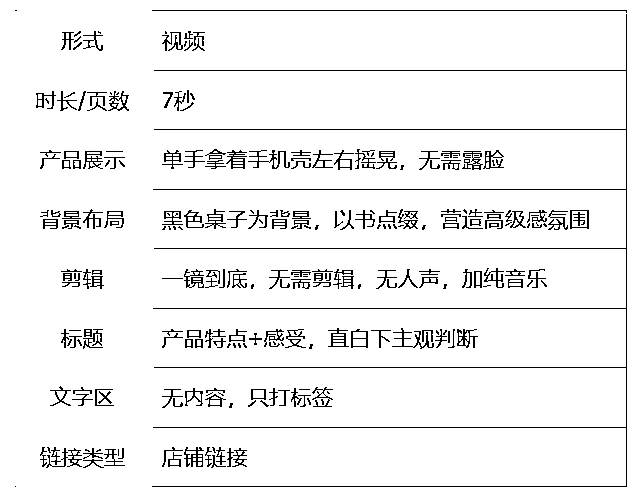 形式 视频
时长/页数 7秒
产品展示 单手拿着手机壳左右摇晃，无需露脸
背景布局 黑色桌子为背景，以书点缀，营造高级感氛围
剪辑 一镜到底，无需剪辑，无人声，加纯音乐
标题 产品特点+感受，直白下主观判断
文字区 无内容，只打标签
链接类型 店铺链接